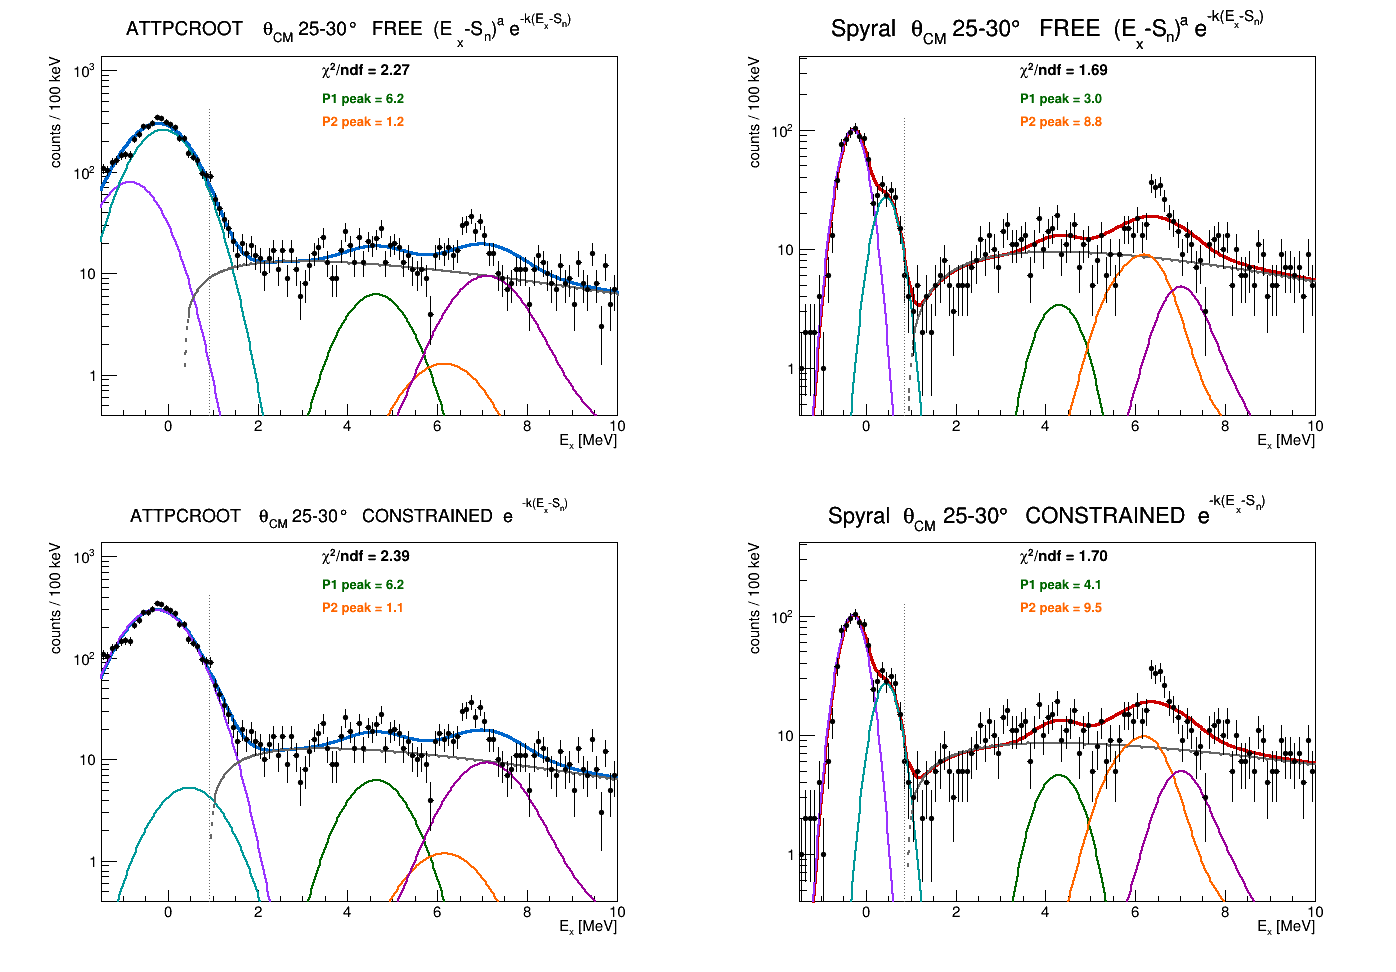 ATTPCROOT θCM 25-30° FREE (Ex-Sn)^a e^-k(Ex-Sn)
χ²/ndf = 2.27
P1 peak = 6.2
P2 peak = 1.2
counts / 100 keV
10³
10²
10
1
0 2 4 6 8 10
Ex [MeV]
Spyral θCM 25-30° FREE (Ex-Sn)^a e^-k(Ex-Sn)
χ²/ndf = 1.69
P1 peak = 3.0
P2 peak = 8.8
counts / 100 keV
10²
10
1
0 2 4 6 8 10
Ex [MeV]
ATTPCROOT θCM 25-30° CONSTRAINED e^-k(Ex-Sn)
χ²/ndf = 2.39
P1 peak = 6.2
P2 peak = 1.1
counts / 100 keV
10³
10²
10
1
0 2 4 6 8 10
Ex [MeV]
Spyral θCM 25-30° CONSTRAINED e^-k(Ex-Sn)
χ²/ndf = 1.70
P1 peak = 4.1
P2 peak = 9.5
counts / 100 keV
10²
10
1
0 2 4 6 8 10
Ex [MeV]